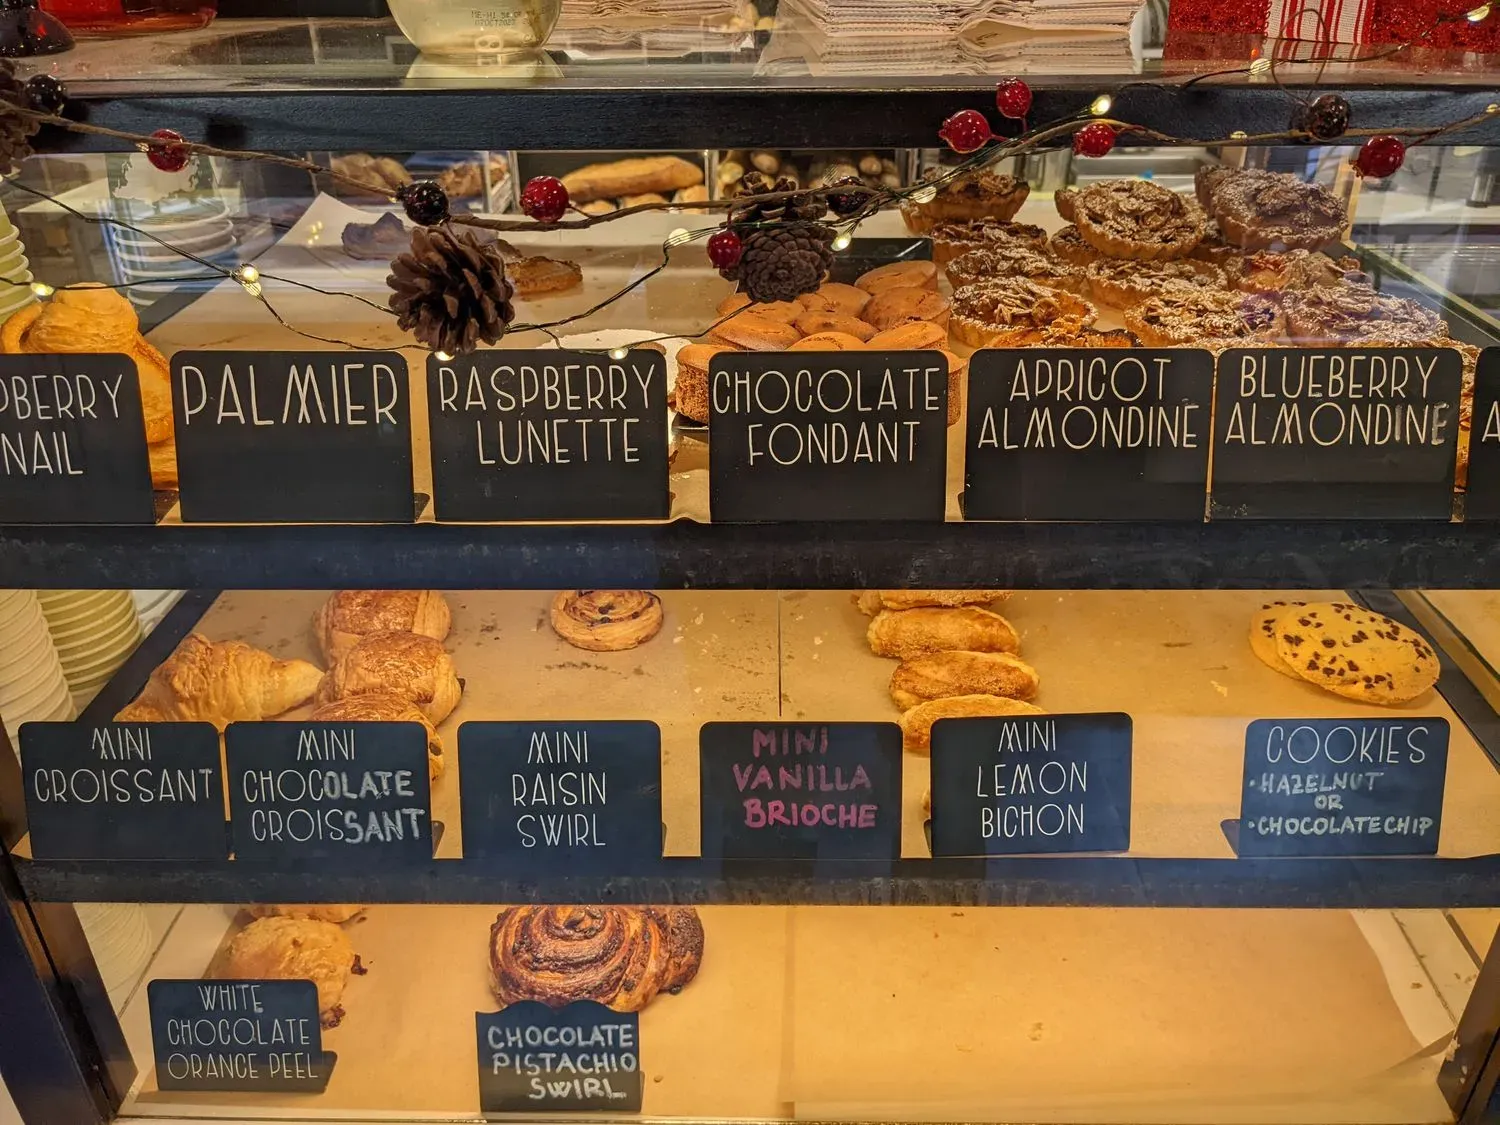 PBERRY
NAIL
PALMIER
RASPBERRY
LUNETTE
CHOCOLATE
FONDANT
APRICOT
ALMONDINE
BLUEBERRY
ALMONDINE
A
MINI
CROISSANT
MINI
CHOCOLATE
CROISSANT
MINI
RAISIN
SWIRL
MINI
VANILLA
BRIOCHE
MINI
LEMON
BICHON
COOKIES
•HAZELNUT
OR
•CHOCOLATE CHIP
WHITE
CHOCOLATE
ORANGE PEEL
CHOCOLATE
PISTACHIO
SWIRL